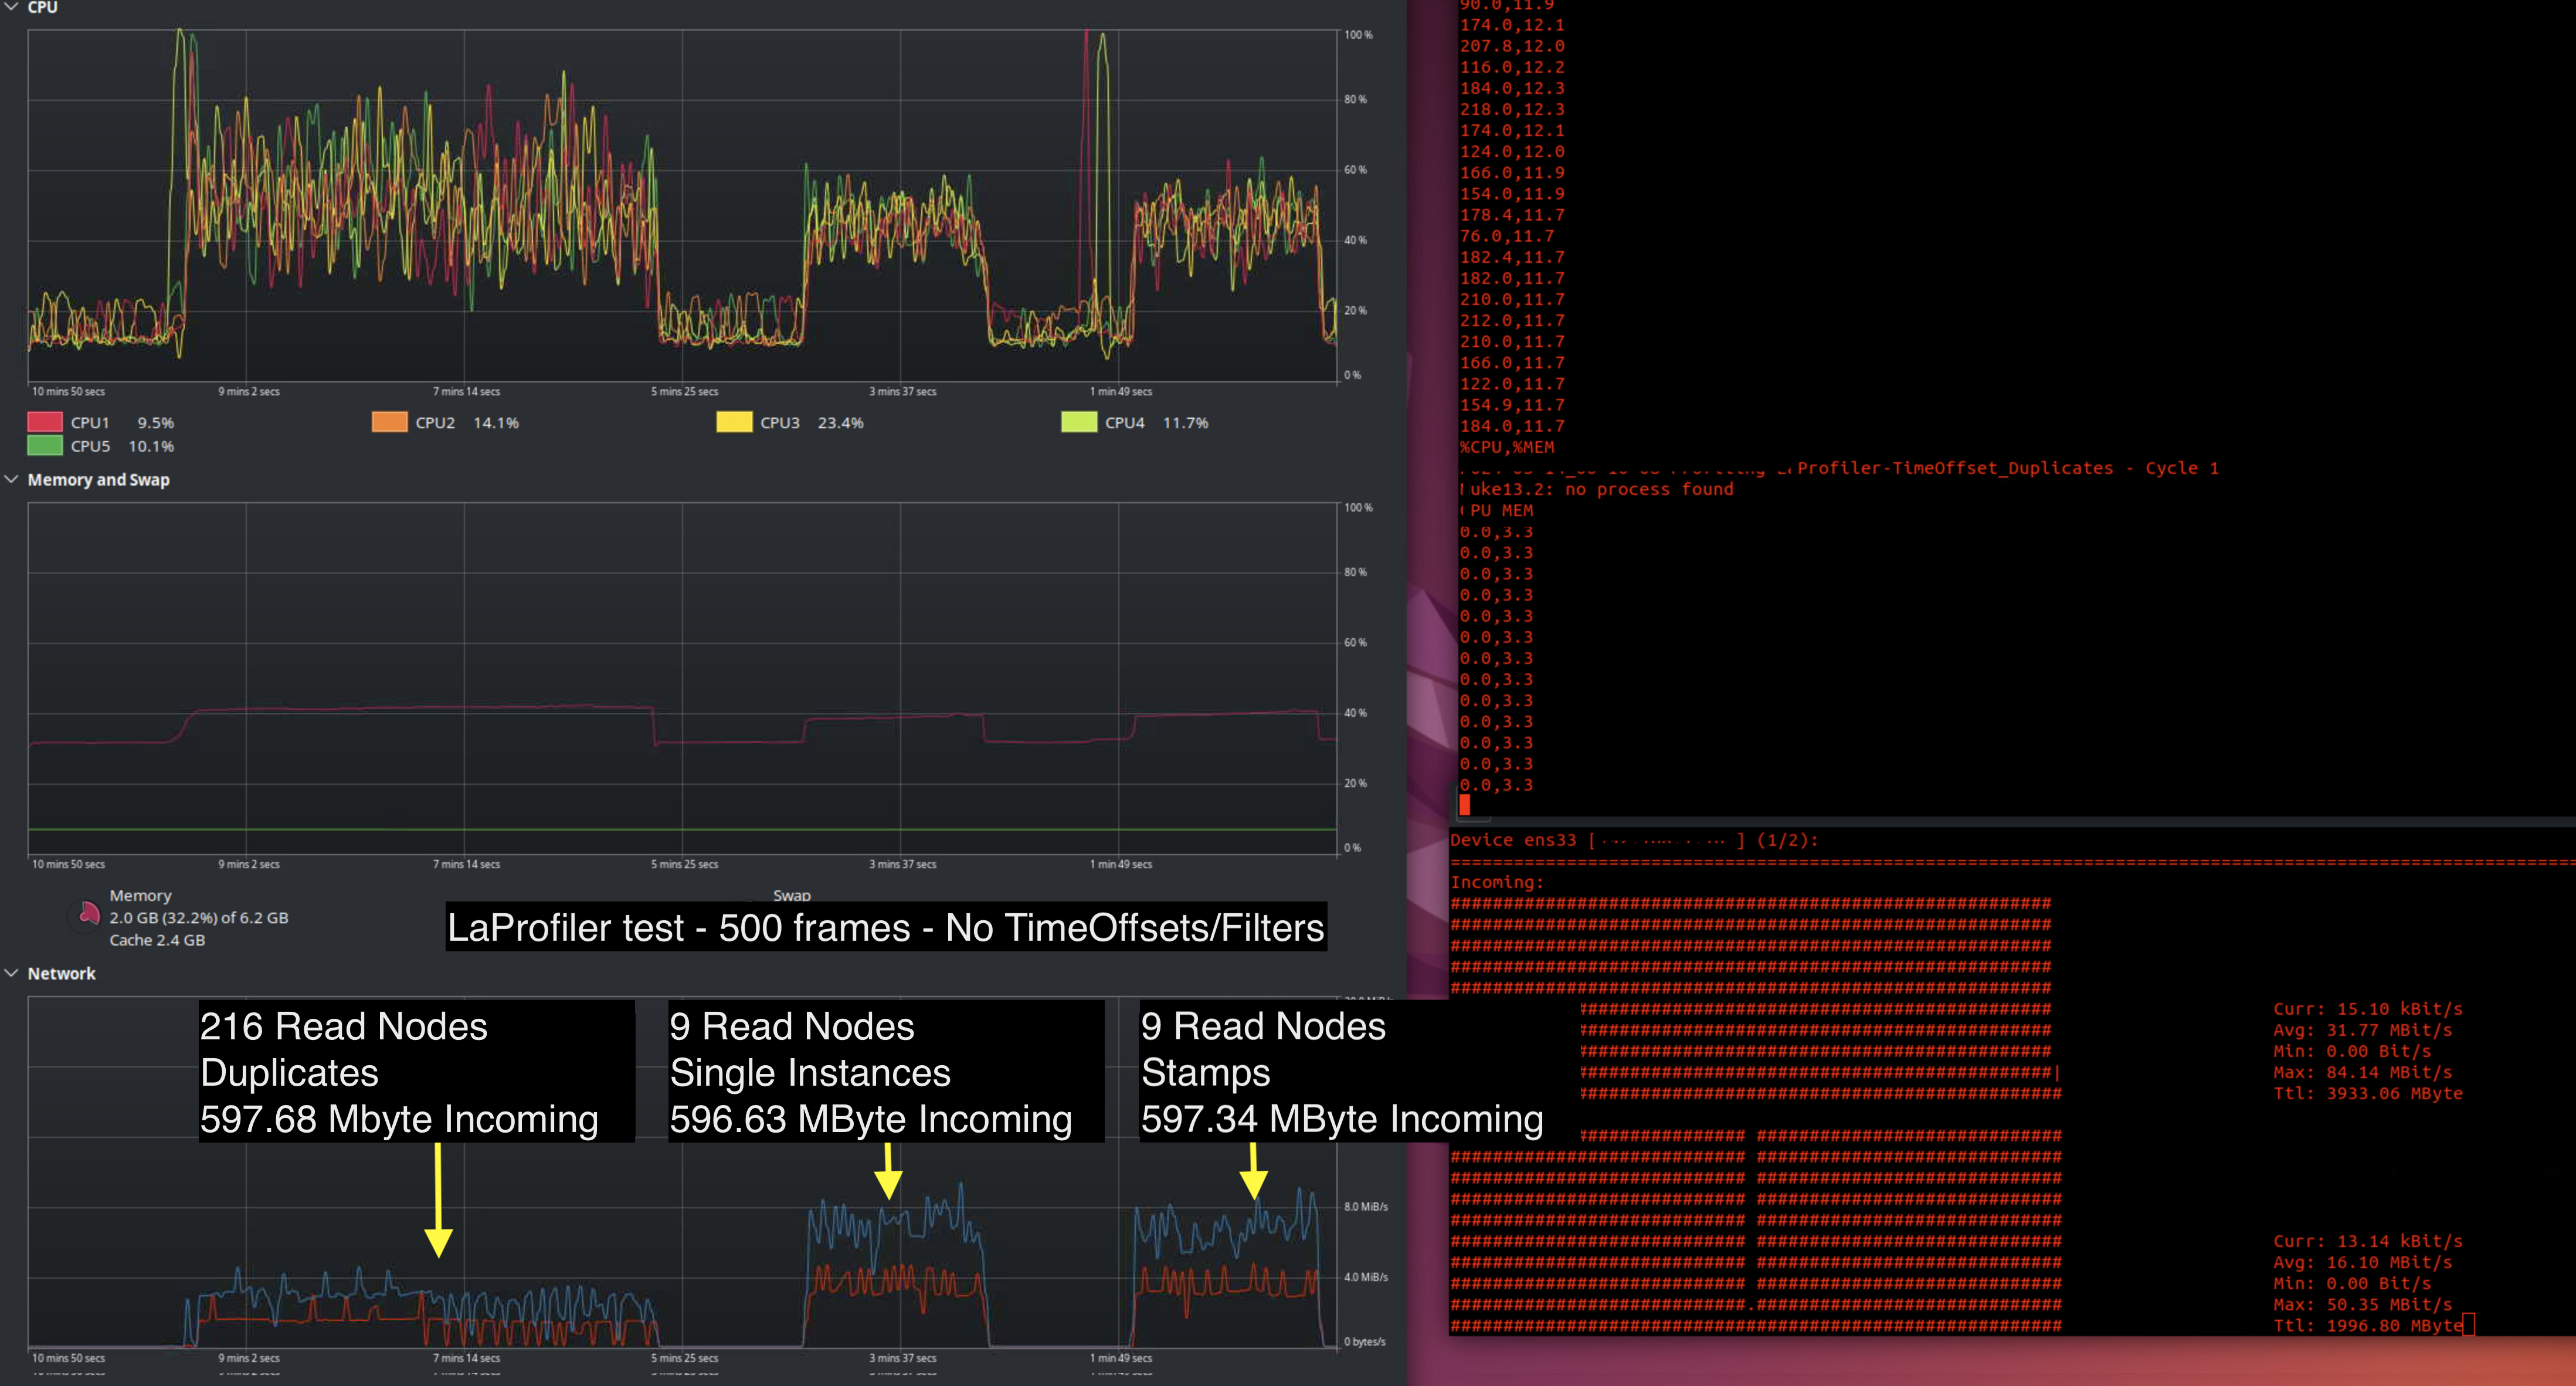 CPU
100 %
80 %
60 %
40 %
20 %
0 %
10 mins 50 secs 9 mins 2 secs 7 mins 14 secs 5 mins 25 secs 3 mins 37 secs 1 min 49 secs
CPU1 9.5% CPU2 14.1% CPU3 23.4% CPU4 11.7%
CPU5 10.1%
Memory and Swap
100 %
80 %
60 %
40 %
20 %
0 %
10 mins 50 secs 9 mins 2 secs 7 mins 14 secs 5 mins 25 secs 3 mins 37 secs 1 min 49 secs
Memory
2.0 GB (32.2%) of 6.2 GB
Cache 2.4 GB
Swap
LaProfiler test - 500 frames - No TimeOffsets/Filters
Network
216 Read Nodes
Duplicates
597.68 Mbyte Incoming
9 Read Nodes
Single Instances
596.63 MByte Incoming
9 Read Nodes
Stamps
597.34 MByte Incoming
8.0 MiB/s
4.0 MiB/s
0 bytes/s
10 mins 50 secs 9 mins 2 secs 7 mins 14 secs 5 mins 25 secs 3 mins 37 secs 1 min 49 secs
90.0,11.9
174.0,12.1
207.8,12.0
116.0,12.2
184.0,12.3
218.0,12.3
174.0,12.1
124.0,12.0
166.0,11.9
154.0,11.9
178.4,11.7
76.0,11.7
182.4,11.7
182.0,11.7
210.0,11.7
212.0,11.7
210.0,11.7
166.0,11.7
122.0,11.7
154.9,11.7
184.0,11.7
%CPU,%MEM
Profiler-TimeOffset_Duplicates - Cycle 1
uke13.2: no process found
PU MEM
0.0,3.3
0.0,3.3
0.0,3.3
0.0,3.3
0.0,3.3
0.0,3.3
0.0,3.3
0.0,3.3
0.0,3.3
0.0,3.3
0.0,3.3
0.0,3.3
0.0,3.3
Device ens33 [ ] (1/2):
Incoming:
Curr: 15.10 kBit/s
Avg: 31.77 MBit/s
Min: 0.00 Bit/s
Max: 84.14 MBit/s
Ttl: 3933.06 MByte
Curr: 13.14 kBit/s
Avg: 16.10 MBit/s
Min: 0.00 Bit/s
Max: 50.35 MBit/s
Ttl: 1996.80 MByte